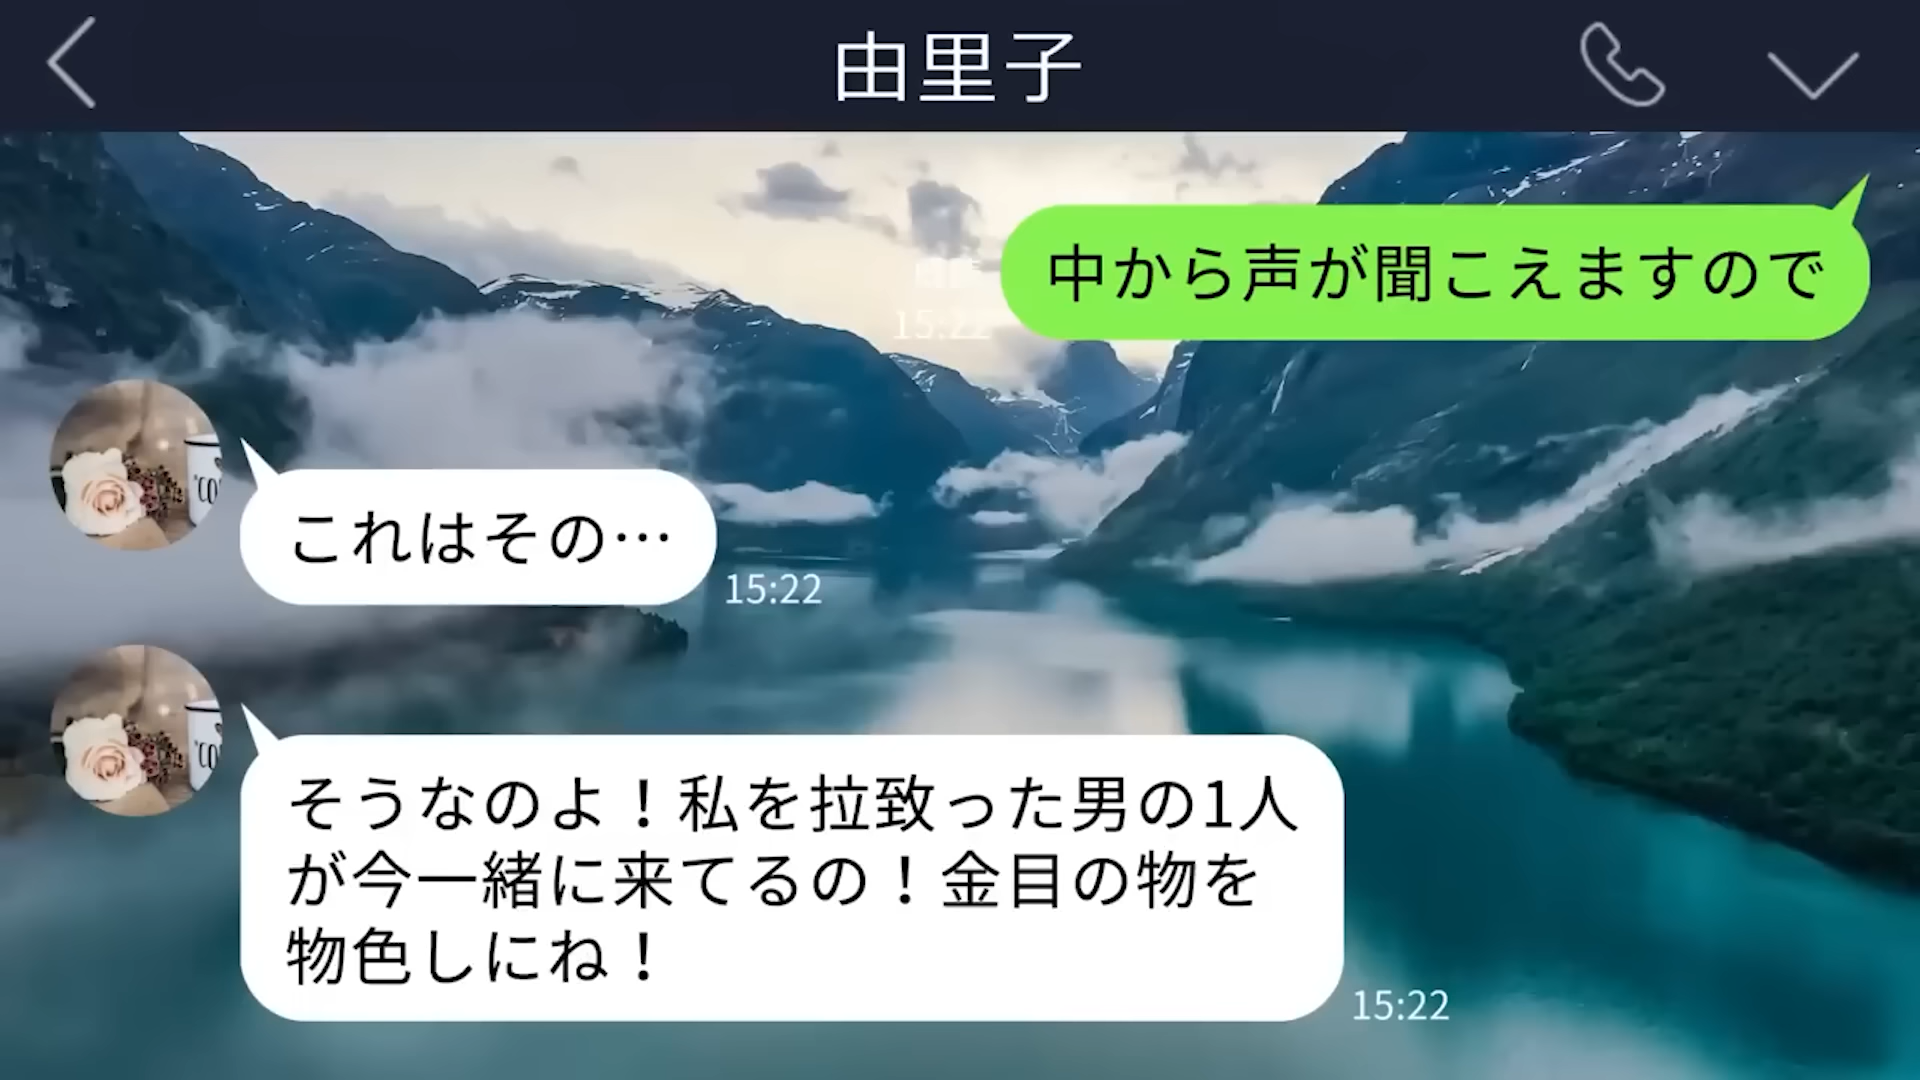 由里子
中から声が聞こえますので
15:22
これはその…
15:22
そうなのよ！私を拉致った男の1人
が今一緒に来てるの！金目の物を
物色しにね！
15:22